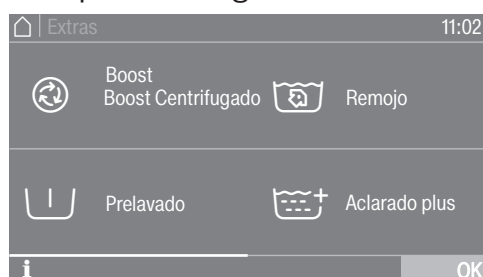 Extras
11:02
Boost
Boost Centrifugado
Remojo
Prelavado
Aclarado plus
i
OK